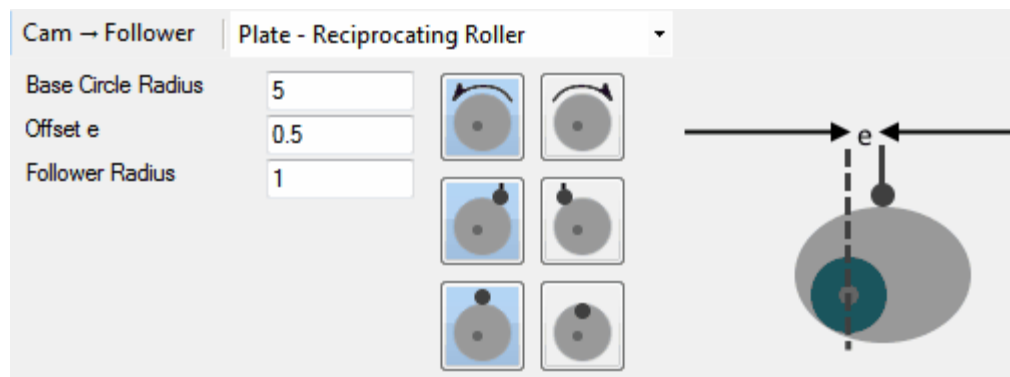 Cam → Follower Plate - Reciprocating Roller
Base Circle Radius 5
Offset e 0.5
Follower Radius 1
e